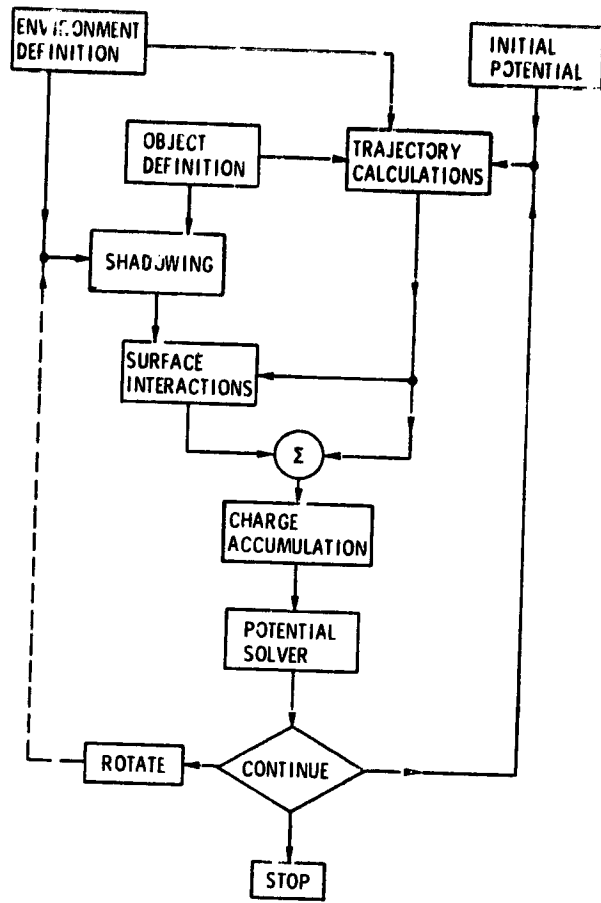 ENVIRONMENT
DEFINITION
INITIAL
POTENTIAL
OBJECT
DEFINITION
TRAJECTORY
CALCULATIONS
SHADOWING
SURFACE
INTERACTIONS
Σ
CHARGE
ACCUMULATION
POTENTIAL
SOLVER
ROTATE
CONTINUE
STOP